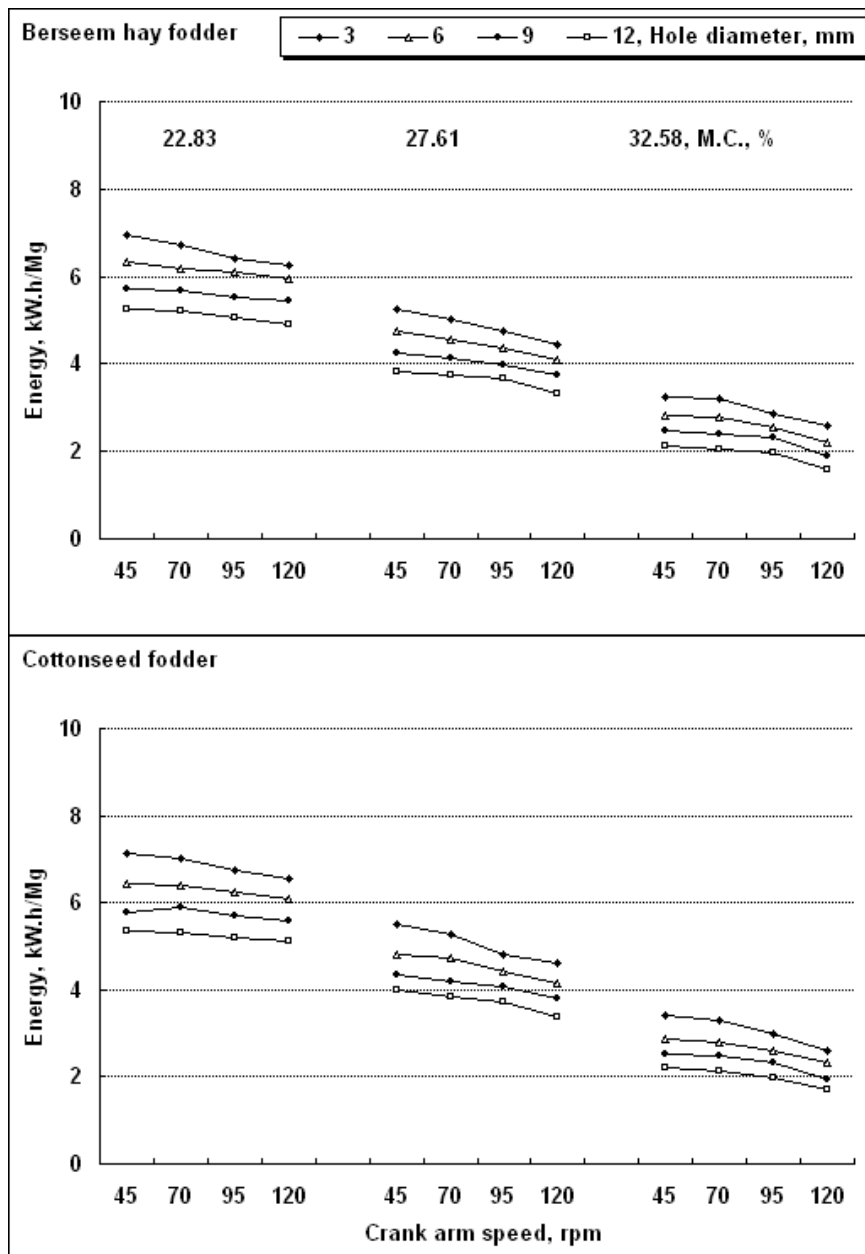 Berseem hay fodder
3 6 9 12, Hole diameter, mm
10
22.83 27.61 32.58, M.C., %
8
6
4
2
0
Energy, kW.h/Mg
45 70 95 120 45 70 95 120 45 70 95 120
Cottonseed fodder
10
8
6
4
2
0
Energy, kW.h/Mg
45 70 95 120 45 70 95 120 45 70 95 120
Crank arm speed, rpm